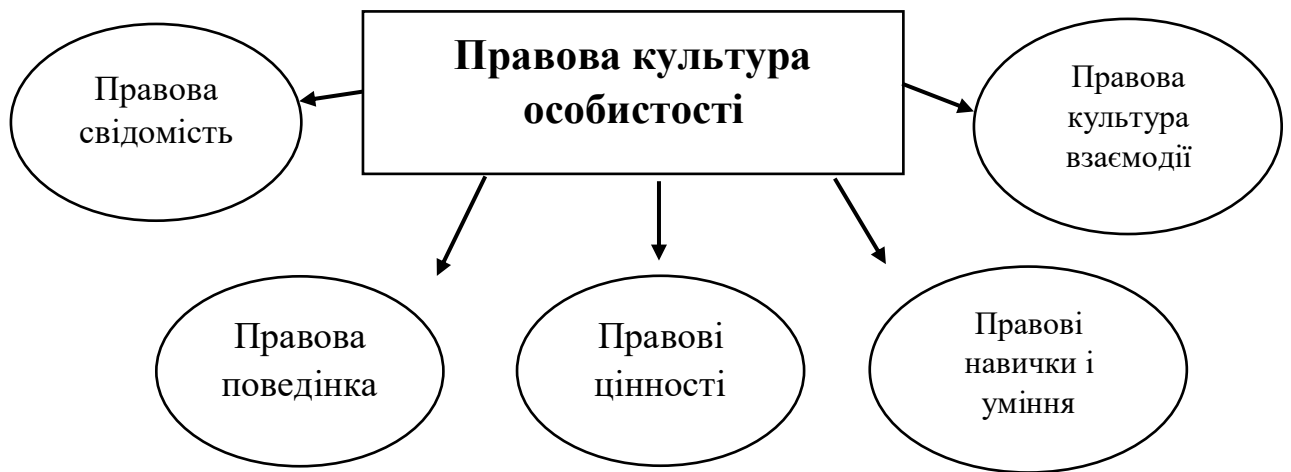 Правова культура
особистості
Правова
свідомість
Правова
культура
взаємодії
Правова
поведінка
Правові
цінності
Правові
навички і
уміння